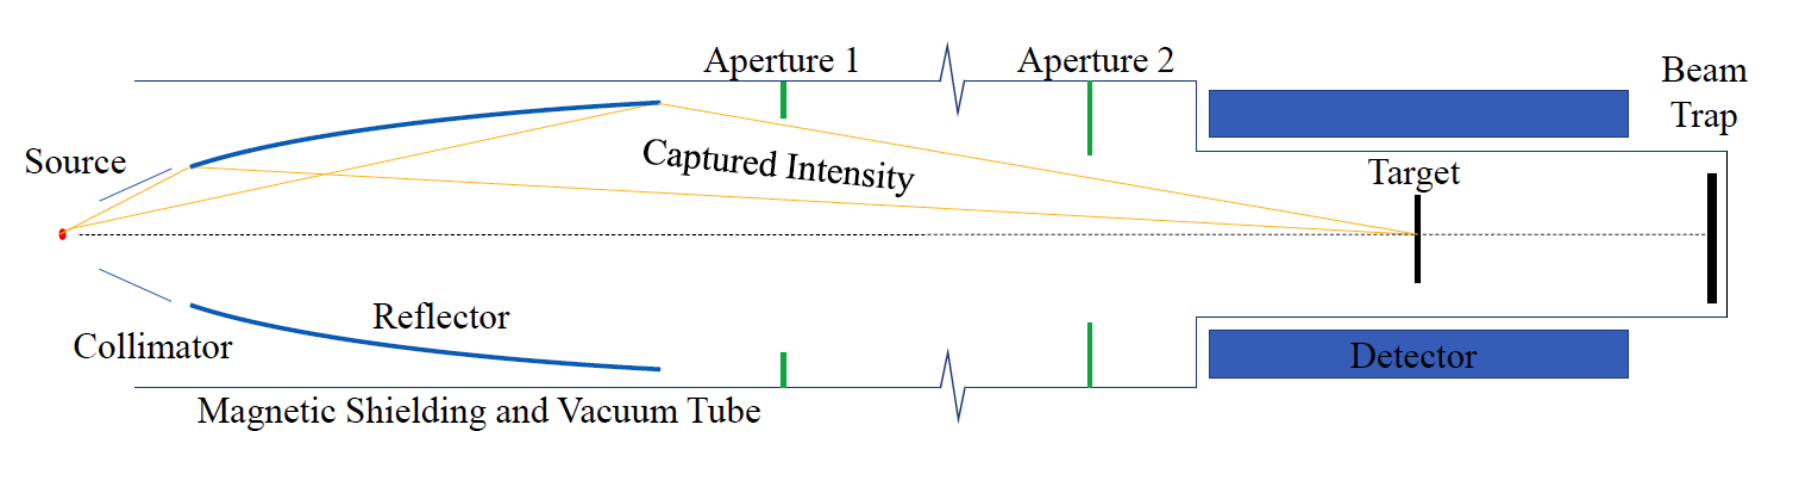 Aperture 1
Aperture 2
Beam
Trap
Source
Captured Intensity
Target
Reflector
Collimator
Detector
Magnetic Shielding and Vacuum Tube